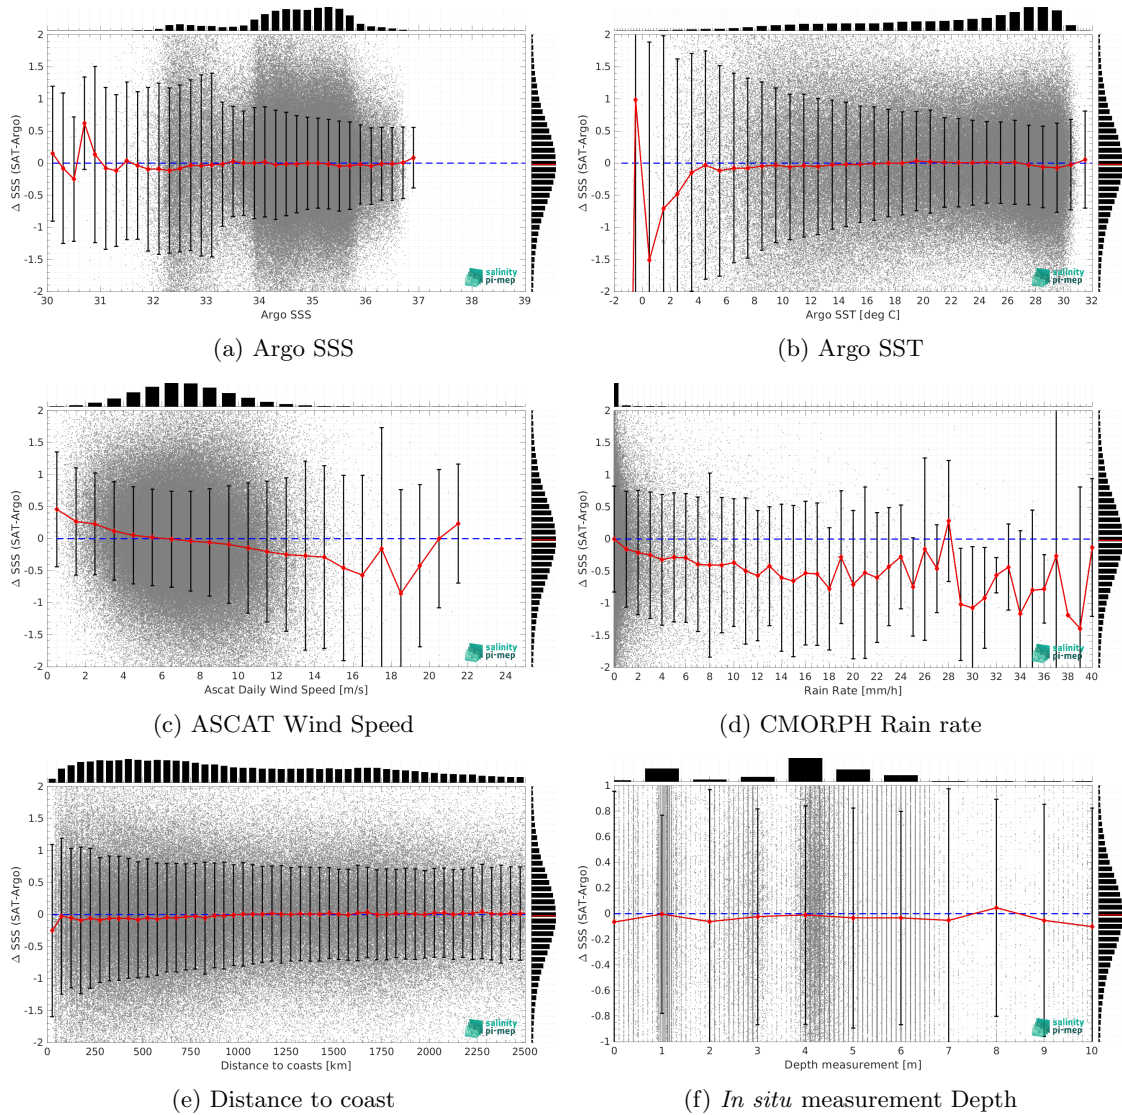 2
1.5
1
0.5
0
-0.5
-1
-1.5
-2
Δ SSS (SAT-Argo)
30 31 32 33 34 35 36 37 38 39
Argo SSS
salinity
pi-mep
(a) Argo SSS
2
1.5
1
0.5
0
-0.5
-1
-1.5
-2
Δ SSS (SAT-Argo)
-2 0 2 4 6 8 10 12 14 16 18 20 22 24 26 28 30 32
Argo SST [deg C]
salinity
pi-mep
(b) Argo SST
2
1.5
1
0.5
0
-0.5
-1
-1.5
-2
Δ SSS (SAT-Argo)
0 2 4 6 8 10 12 14 16 18 20 22 24
Ascat Daily Wind Speed [m/s]
salinity
pi-mep
(c) ASCAT Wind Speed
2
1.5
1
0.5
0
-0.5
-1
-1.5
-2
Δ SSS (SAT-Argo)
0 2 4 6 8 10 12 14 16 18 20 22 24 26 28 30 32 34 36 38 40
Rain Rate [mm/h]
salinity
pi-mep
(d) CMORPH Rain rate
2
1.5
1
0.5
0
-0.5
-1
-1.5
-2
Δ SSS (SAT-Argo)
0 250 500 750 1000 1250 1500 1750 2000 2250 2500
Distance to coasts [km]
salinity
pi-mep
(e) Distance to coast
1
0.8
0.6
0.4
0.2
0
-0.2
-0.4
-0.6
-0.8
-1
Δ SSS (SAT-Argo)
0 1 2 3 4 5 6 7 8 9 10
Depth measurement [m]
salinity
pi-mep
(f) In situ measurement Depth